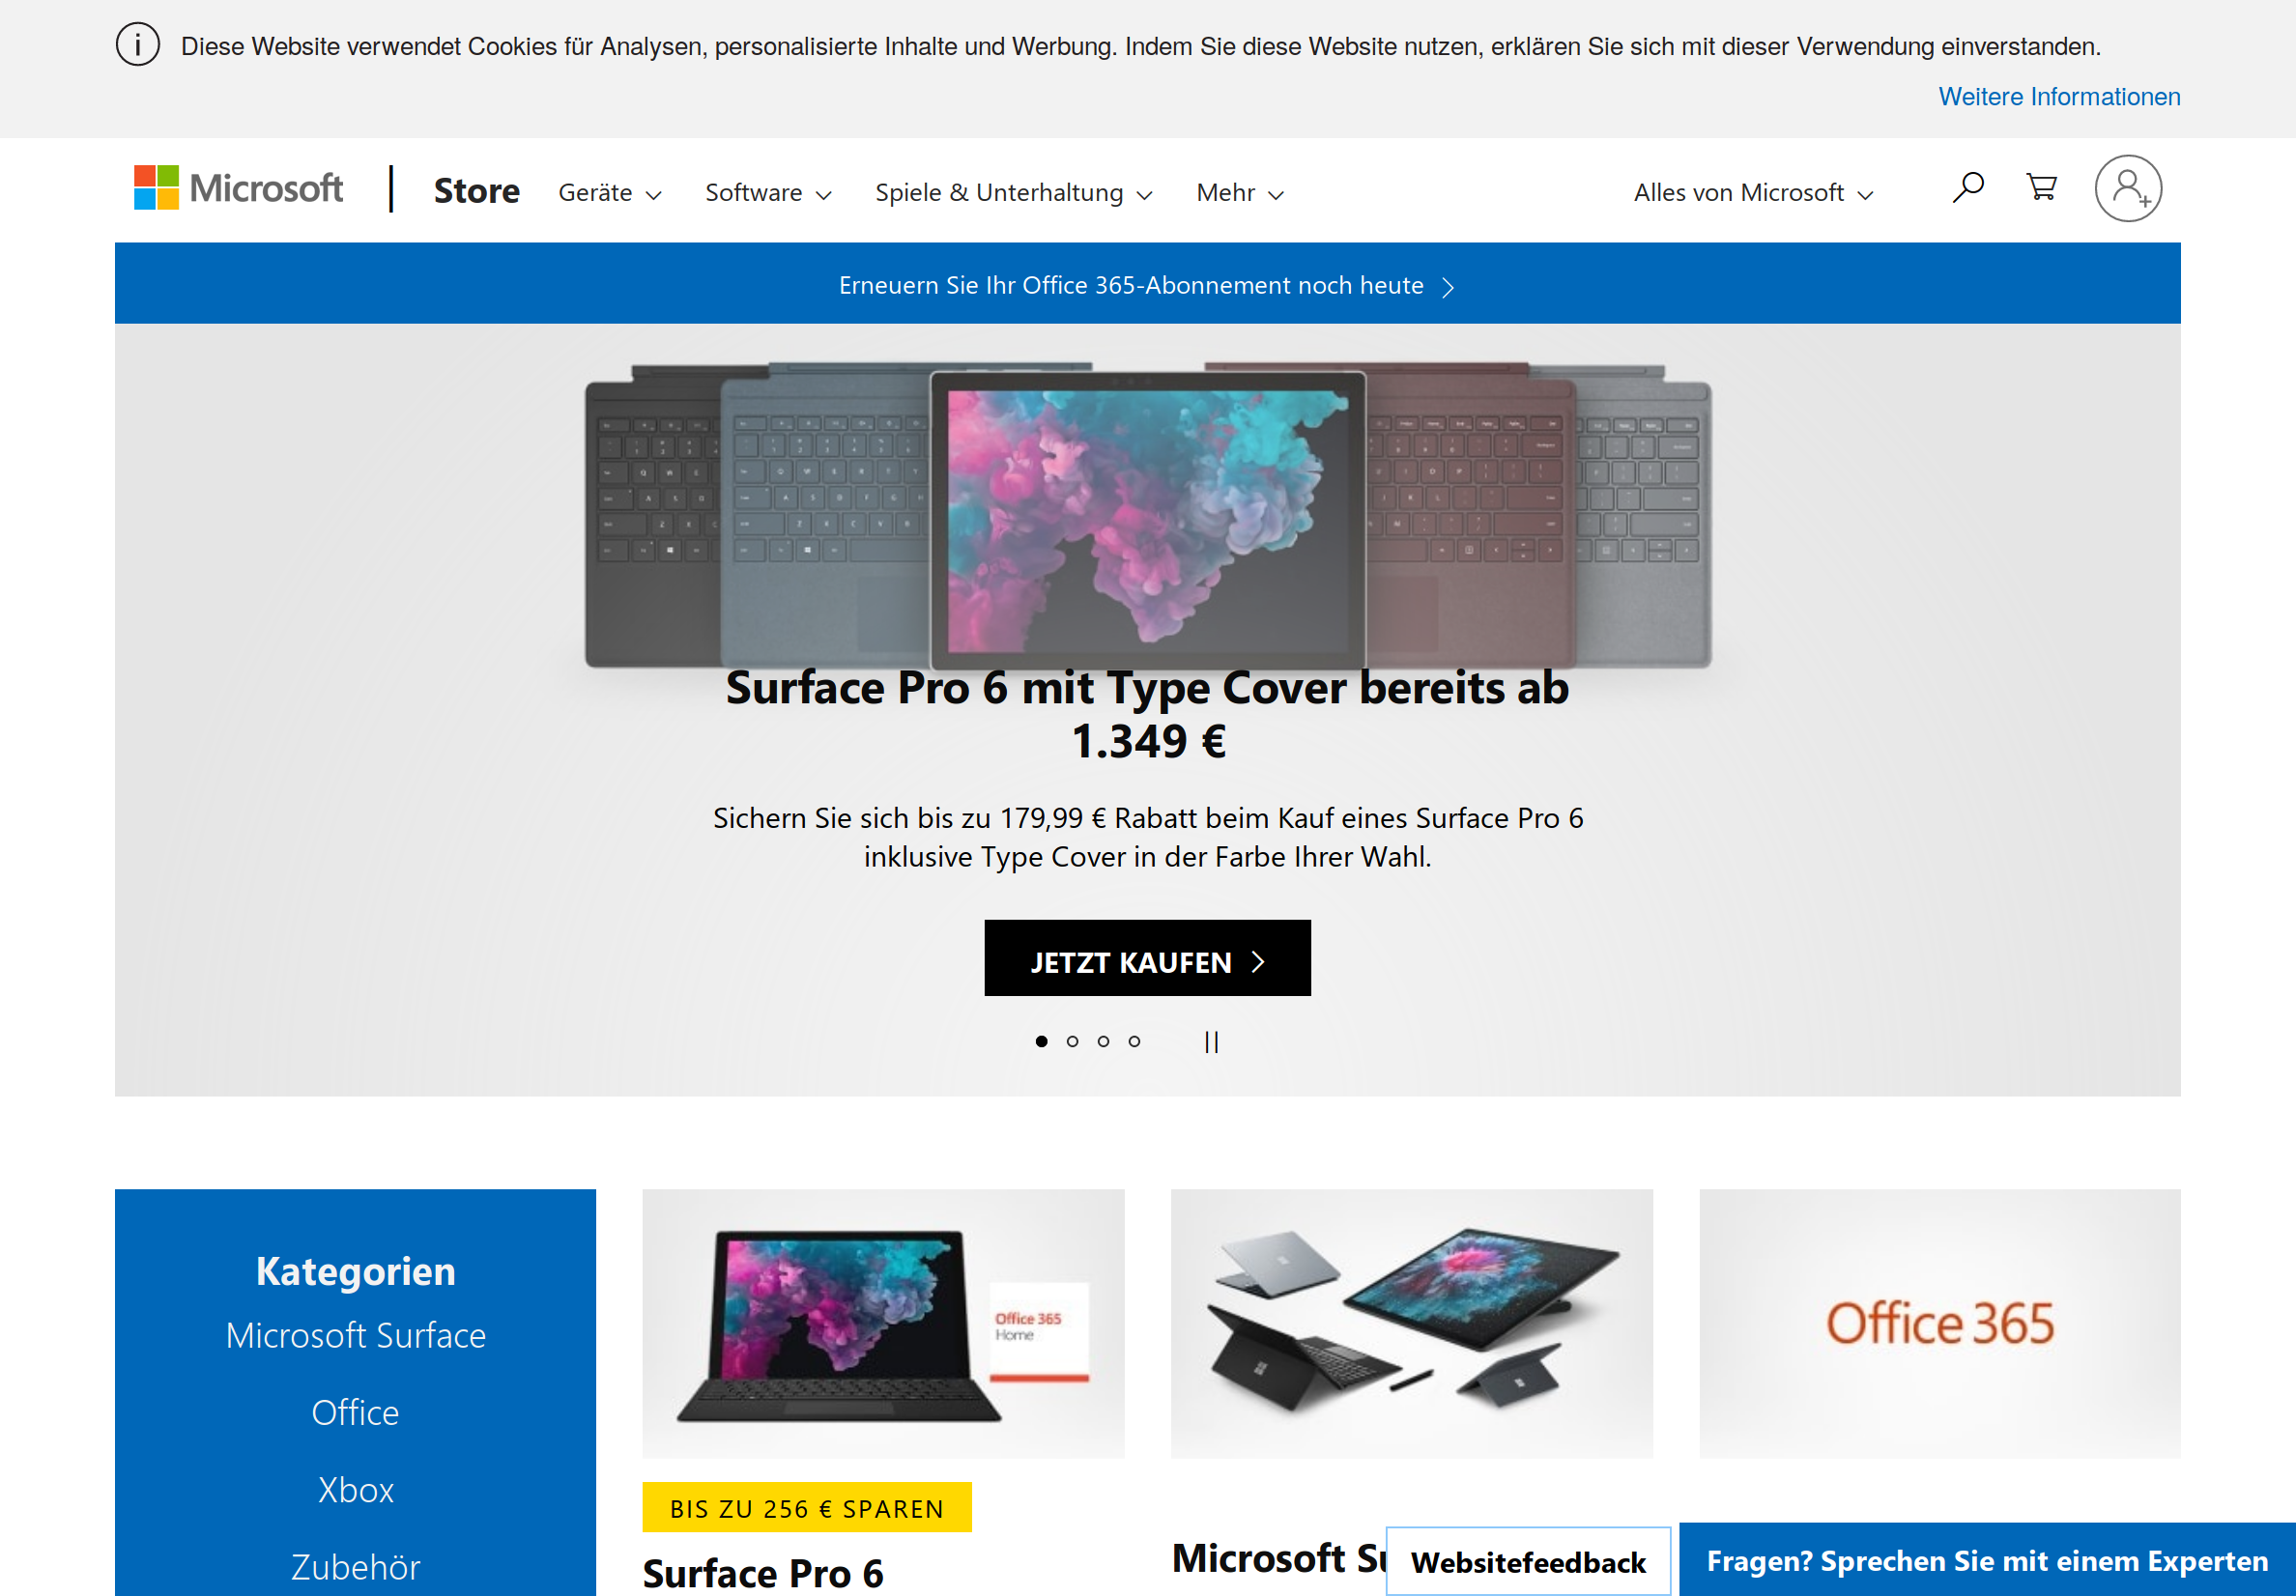 Diese Website verwendet Cookies für Analysen, personalisierte Inhalte und Werbung. Indem Sie diese Website nutzen, erklären Sie sich mit dieser Verwendung einverstanden.
Weitere Informationen
Microsoft Store Geräte Software Spiele & Unterhaltung Mehr Alles von Microsoft
Erneuern Sie Ihr Office 365-Abonnement noch heute
Surface Pro 6 mit Type Cover bereits ab
1.349 €
Sichern Sie sich bis zu 179,99 € Rabatt beim Kauf eines Surface Pro 6
inklusive Type Cover in der Farbe Ihrer Wahl.
JETZT KAUFEN
Kategorien
Microsoft Surface
Office
Xbox
Zubehör
Office 365
Home
BIS ZU 256 € SPAREN
Surface Pro 6
Microsoft
Office 365
Websitefeedback
Fragen? Sprechen Sie mit einem Experten